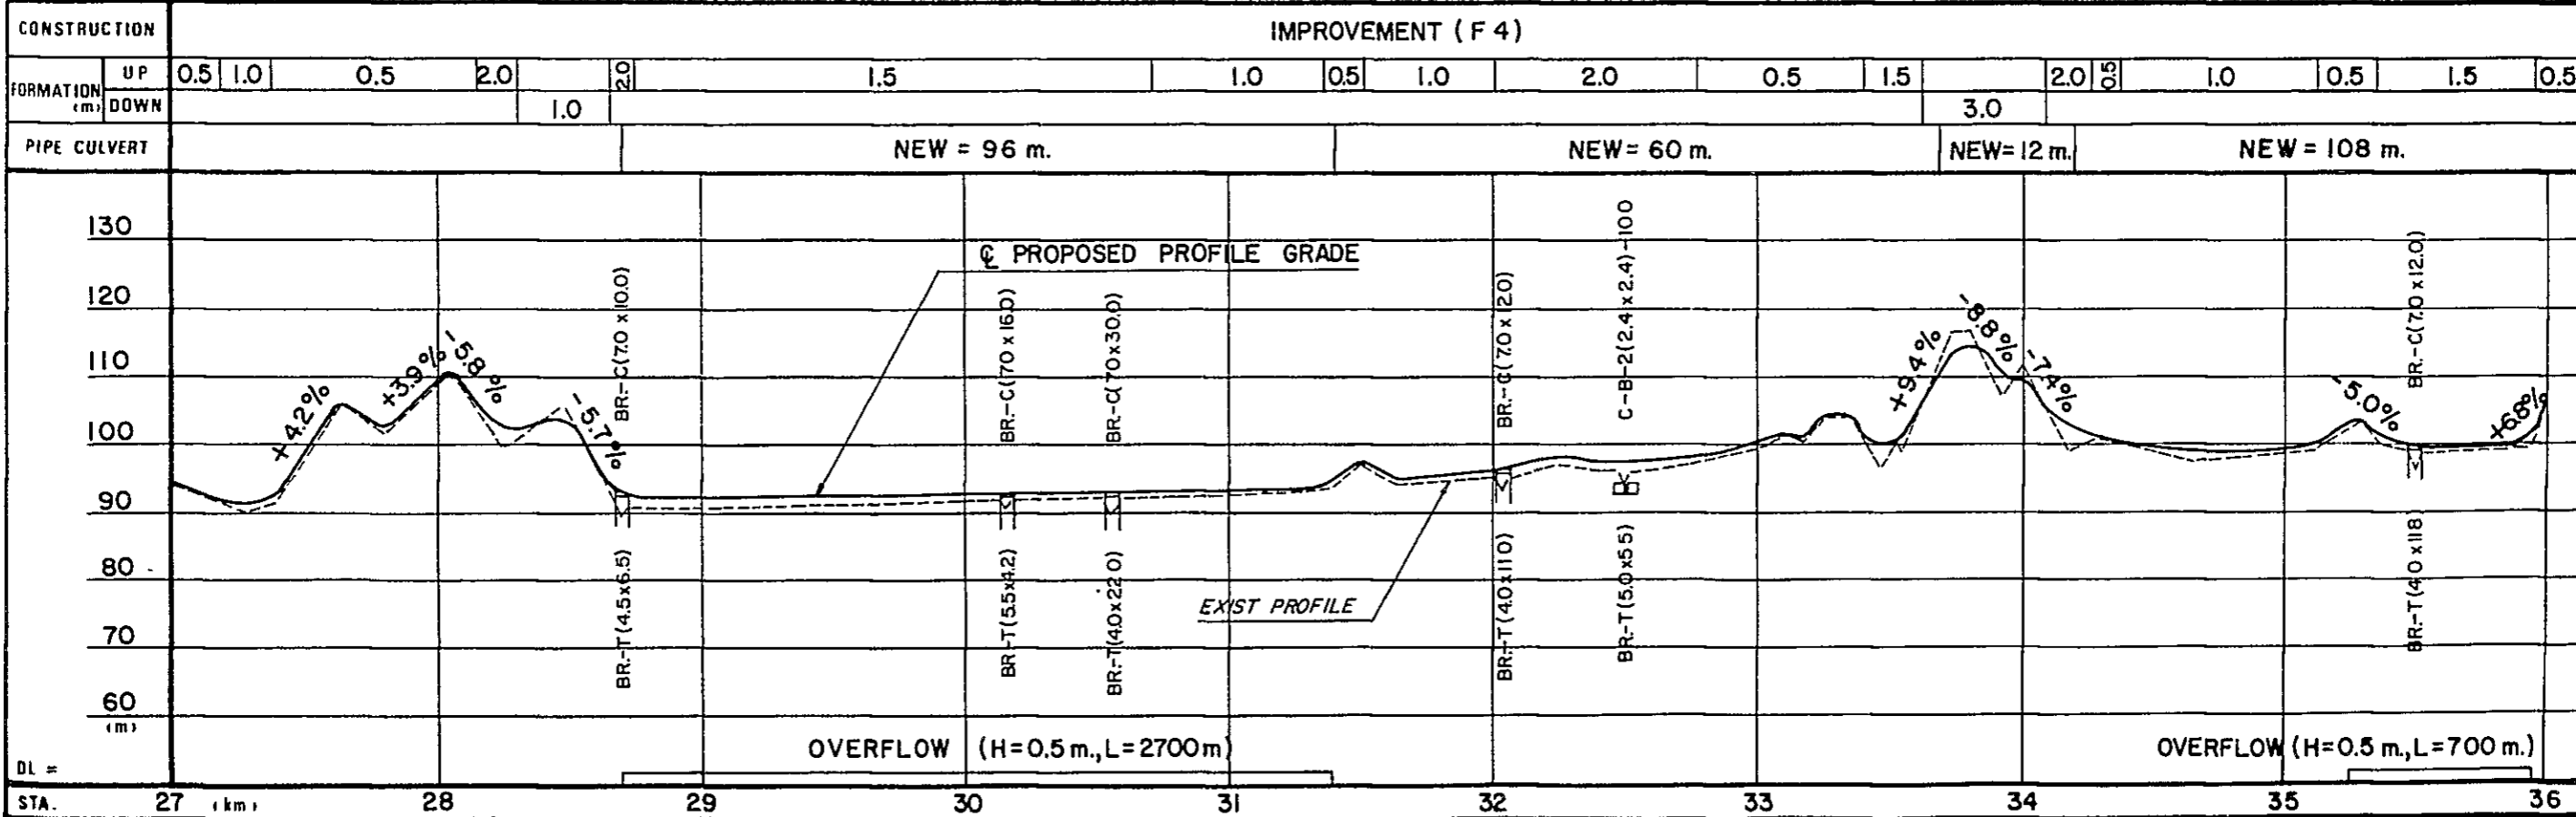 CONSTRUCTION IMPROVEMENT ( F 4 )
FORMATION (m) UP 0.5 1.0 0.5 2.0 2.0 1.5 1.0 0.5 1.0 2.0 0.5 1.5 2.0 0.5 1.0 0.5 1.5 0.5
DOWN 1.0 3.0
PIPE CULVERT NEW = 96 m. NEW = 60 m. NEW = 12 m. NEW = 108 m.
130
120
110
100
90
80
70
60
(m)
DL =
℄ PROPOSED PROFILE GRADE
EXIST PROFILE
+4.2%
+3.9%
-5.8%
-5.7%
+9.4%
-8.8%
-7.4%
-5.0%
+6.8%
BR.-C(7.0 x 10.0)
BR.-C(7.0 x 16.0)
BR.-C(7.0 x 30.0)
BR.-C(7.0 x 12.0)
C-B-2(2.4 x 2.4)-10.0
BR.-C(7.0 x 12.0)
BR.-T(4.5 x 6.5)
BR.-T(5.5 x 4.2)
BR.-T(4.0 x 22.0)
BR.-T(4.0 x 11.0)
BR.-T(5.0 x 5.5)
BR.-T(4.0 x 11.8)
OVERFLOW (H=0.5 m., L=2700 m)
OVERFLOW (H=0.5 m., L=700 m.)
STA. 27 (km) 28 29 30 31 32 33 34 35 36